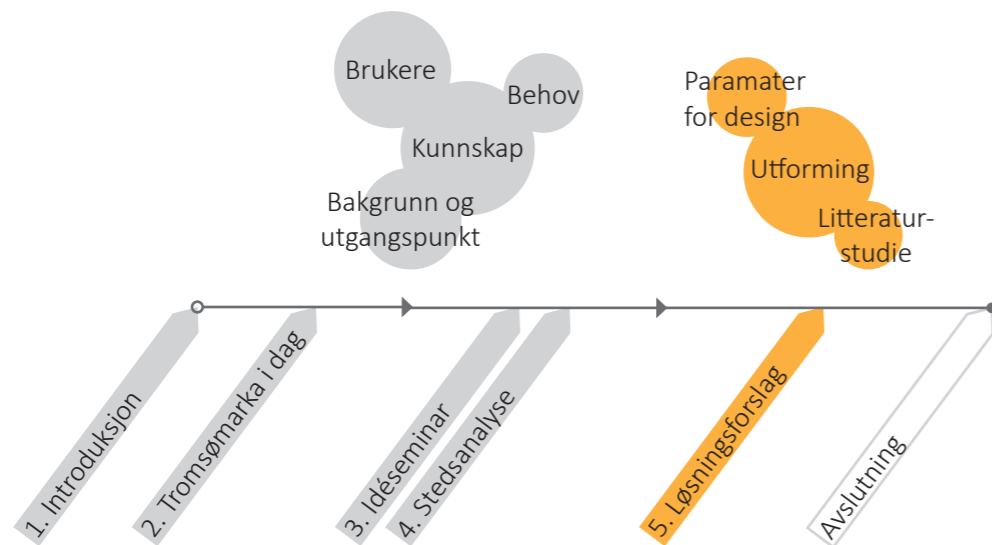 Brukere
Behov
Kunnskap
Bakgrunn og
utgangspunkt
Paramater
for design
Utforming
Litteratur-
studie
1. Introduksjon
2. Tromsømarka i dag
3. Idéseminar
4. Stedsanalyse
5. Løsningsforslag
Avslutning